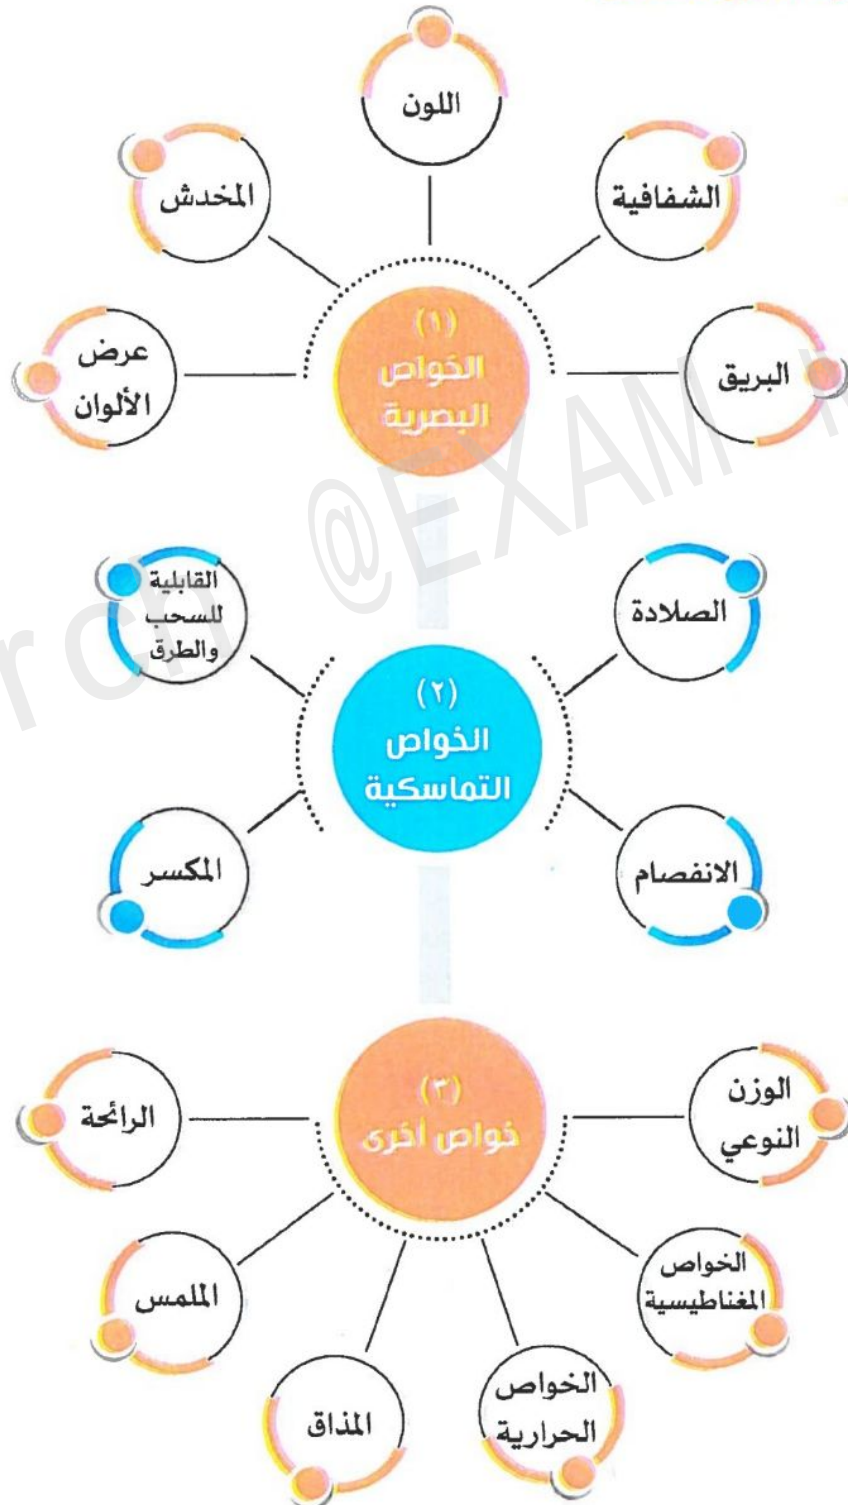 اللون
الشفافية
المخدش
البريق
عرض
الألوان
(١)
الخواص
البصرية
@EXAM
الصلادة
القابلية
للسحب
والطرق
(٢)
الخواص
التماسكية
الانفصام
المكسر
الوزن
النوعي
(٣)
خواص أخرى
الرائحة
الخواص
المغناطيسية
الملمس
الخواص
الحرارية
المذاق